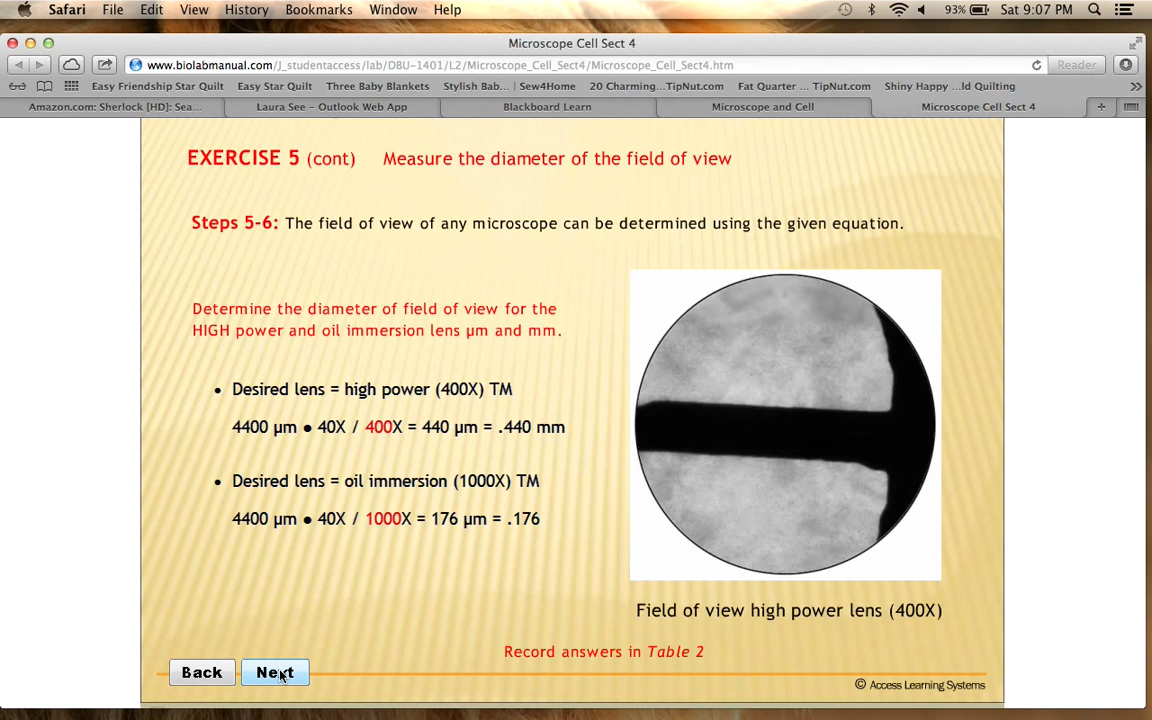 Safari File Edit View History Bookmarks Window Help 93% Sat 9:07 PM
Microscope Cell Sect 4
www.biolabmanual.com/J_studentaccess/lab/DBU-1401/L2/Microscope_Cell_Sect4/Microscope_Cell_Sect4.htm Reader
Easy Friendship Star Quilt Easy Star Quilt Three Baby Blankets Stylish Bab... | Sew4Home 20 Charming...TipNut.com Fat Quarter ... TipNut.com Shiny Happy ...ld Quilting
Amazon.com: Sherlock [HD]: Sea... Laura See – Outlook Web App Blackboard Learn Microscope and Cell Microscope Cell Sect 4
EXERCISE 5 (cont) Measure the diameter of the field of view
Steps 5-6: The field of view of any microscope can be determined using the given equation.
Determine the diameter of field of view for the
HIGH power and oil immersion lens µm and mm.
• Desired lens = high power (400X) TM
4400 µm ● 40X / 400X = 440 µm = .440 mm
• Desired lens = oil immersion (1000X) TM
4400 µm ● 40X / 1000X = 176 µm = .176
Field of view high power lens (400X)
Record answers in Table 2
Back Next
© Access Learning Systems